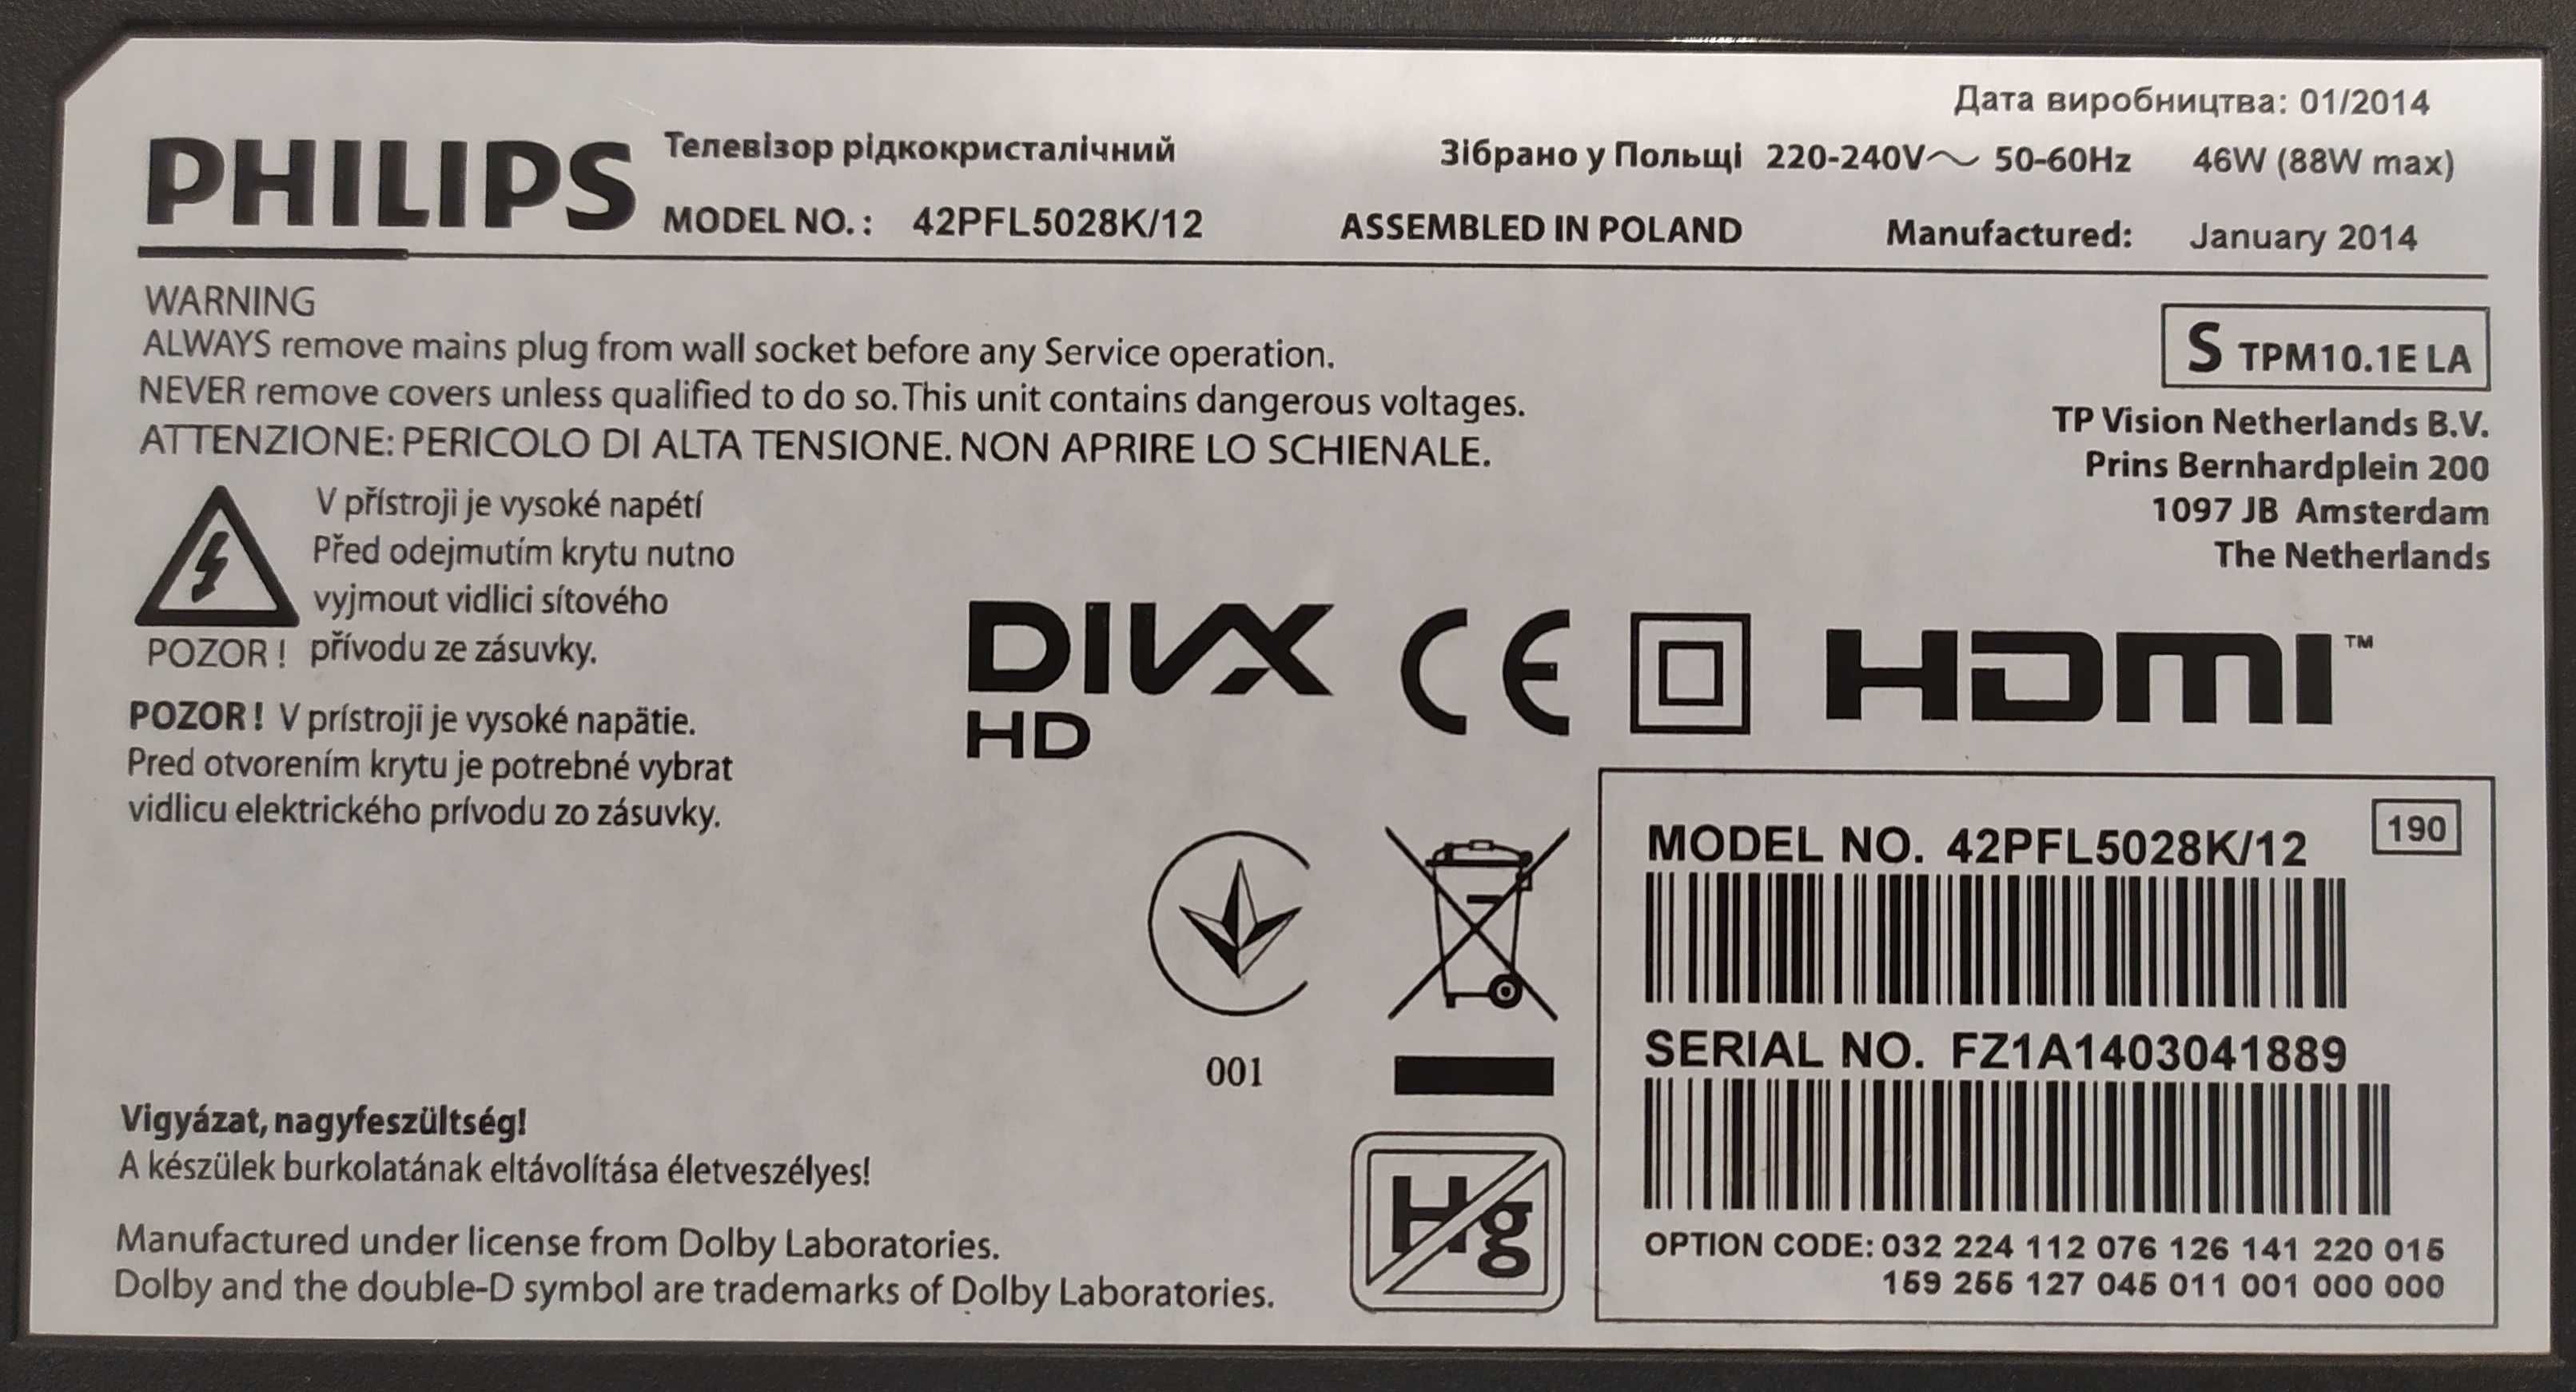 Дата виробництва: 01/2014
PHILIPS
Телевізор рідкокристалічний
Зібрано у Польщі 220-240V~ 50-60Hz 46W (88W max)
MODEL NO.: 42PFL5028K/12
ASSEMBLED IN POLAND
Manufactured: January 2014
WARNING
ALWAYS remove mains plug from wall socket before any Service operation.
NEVER remove covers unless qualified to do so. This unit contains dangerous voltages.
ATTENZIONE: PERICOLO DI ALTA TENSIONE. NON APRIRE LO SCHIENALE.
S TPM10.1E LA
TP Vision Netherlands B.V.
Prins Bernhardplein 200
1097 JB Amsterdam
The Netherlands
V přístroji je vysoké napétí
Před odejmutím krytu nutno
vyjmout vidlici sítového
přívodu ze zásuvky.
POZOR !
POZOR ! V prístroji je vysoké napätie.
Pred otvorením krytu je potrebné vybrat
vidlicu elektrického prívodu zo zásuvky.
DIVX
HD
CE
HDMI™
001
Hg
MODEL NO. 42PFL5028K/12
190
SERIAL NO. FZ1A1403041889
OPTION CODE: 032 224 112 076 126 141 220 015
159 255 127 045 011 001 000 000
Vigyázat, nagyfeszültség!
A készülek burkolatának eltávolítása életveszélyes!
Manufactured under license from Dolby Laboratories.
Dolby and the double-D symbol are trademarks of Dolby Laboratories.